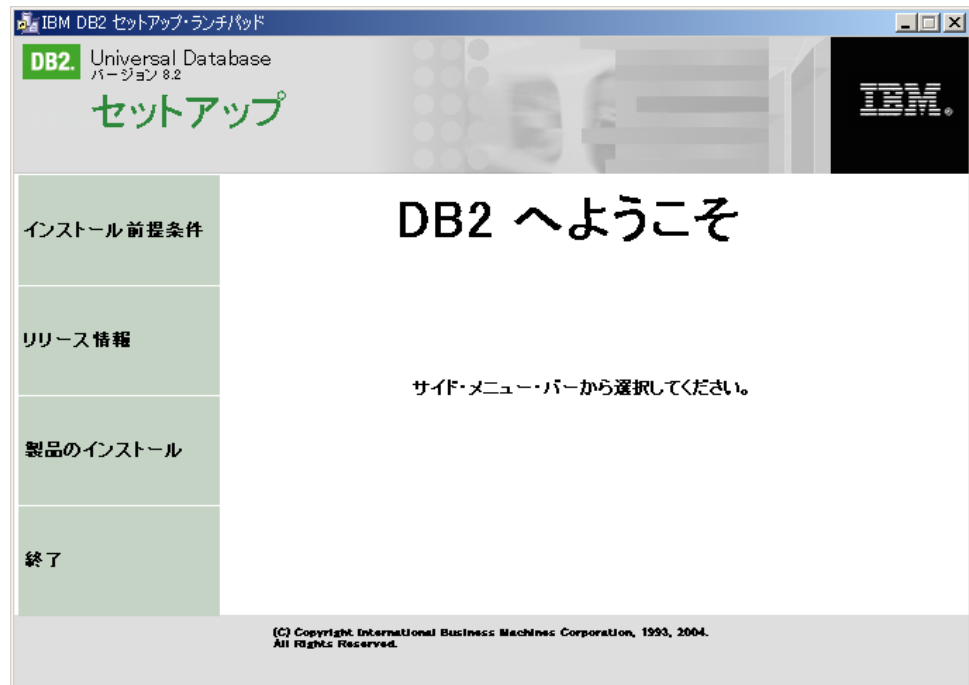 IBM DB2 セットアップ・ランチパッド
DB2.
Universal Database
バージョン 8.2
セットアップ
IBM
インストール前提条件
リリース情報
製品のインストール
終了
DB2 へようこそ
サイド・メニュー・バーから選択してください。
(C) Copyright International Business Machines Corporation, 1993, 2004.
All Rights Reserved.